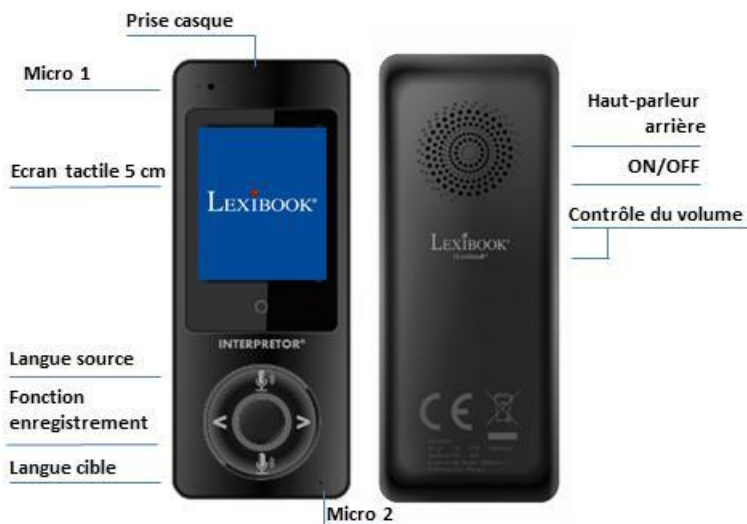 Prise casque
Micro 1
Ecran tactile 5 cm
LEXIBOOK®
INTERPRETOR®
Langue source
Fonction
enregistrement
Langue cible
Micro 2
Haut-parleur
arrière
ON/OFF
Contrôle du volume
LEXIBOOK®
CE